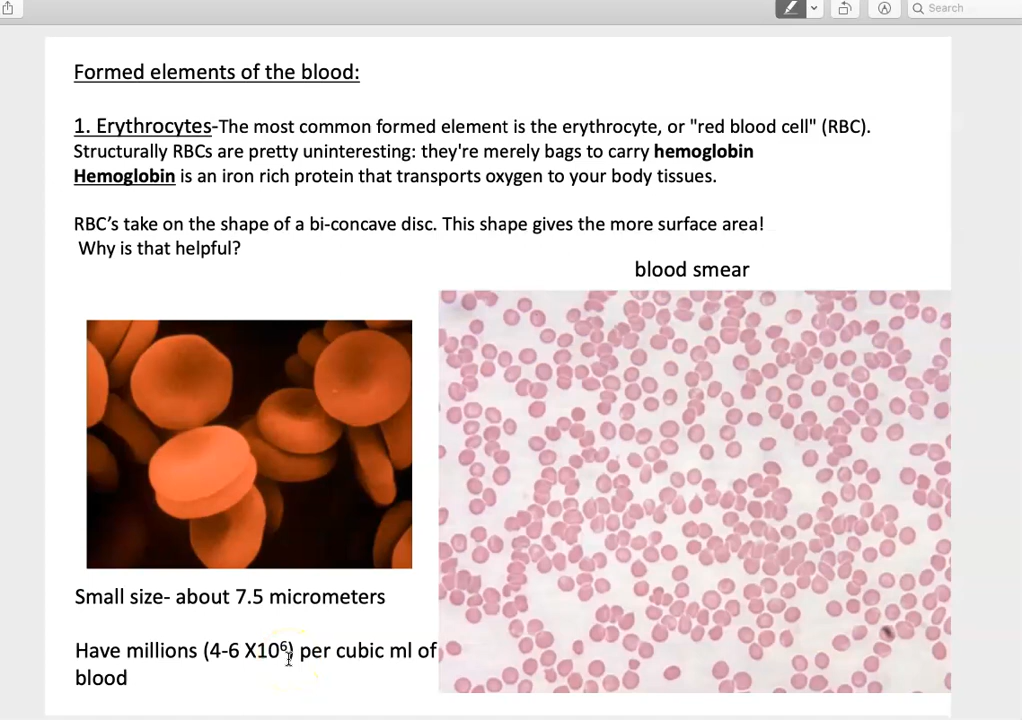 Search
Formed elements of the blood:
1. Erythrocytes-The most common formed element is the erythrocyte, or "red blood cell" (RBC).
Structurally RBCs are pretty uninteresting: they're merely bags to carry hemoglobin
Hemoglobin is an iron rich protein that transports oxygen to your body tissues.
RBC’s take on the shape of a bi-concave disc. This shape gives the more surface area!
Why is that helpful?
blood smear
Small size- about 7.5 micrometers
Have millions (4-6 X10⁶) per cubic ml of
blood